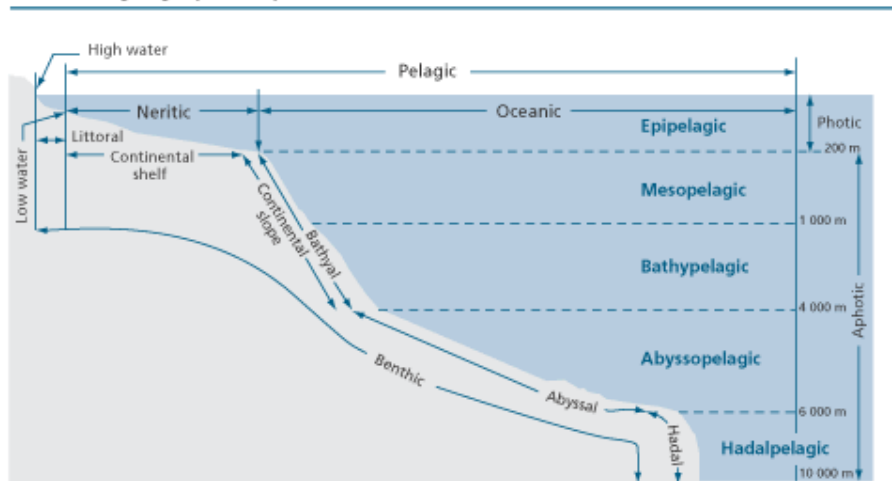 High water
Pelagic
Neritic
Oceanic
Epipelagic
Photic
Littoral
200 m
Continental
shelf
Low water
Mesopelagic
Continental
slope
Bathyal
1 000 m
Bathypelagic
4 000 m
Aphotic
Abyssopelagic
Benthic
Abyssal
6 000 m
Hadal
Hadalpelagic
10 000 m